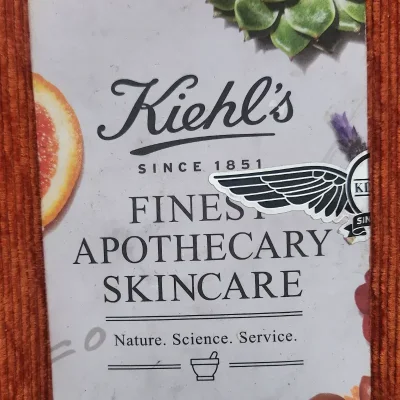 Kiehl's
SINCE 1851
FINEST
APOTHECARY
SKINCARE
Nature. Science. Service.